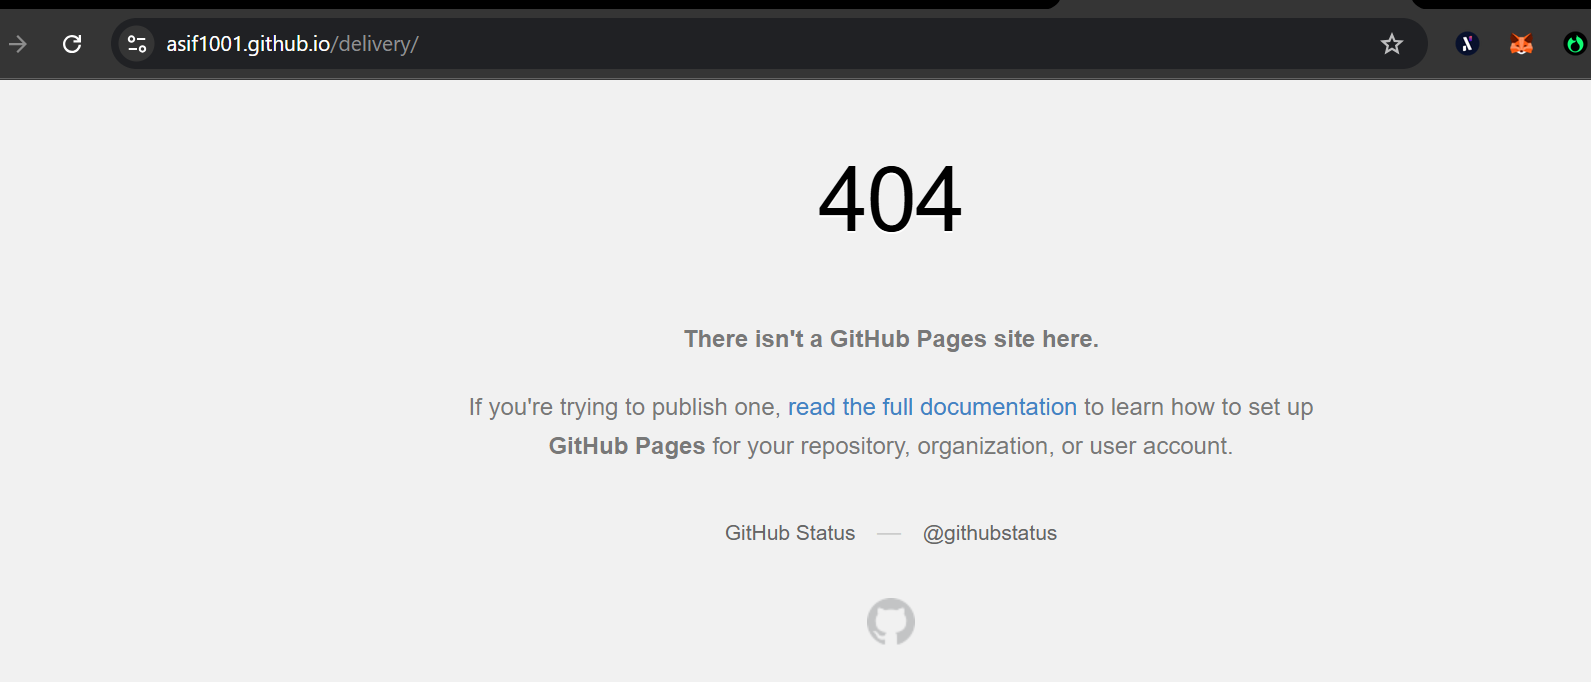 asif1001.github.io/delivery/
404
There isn't a GitHub Pages site here.
If you're trying to publish one, read the full documentation to learn how to set up
GitHub Pages for your repository, organization, or user account.
GitHub Status — @githubstatus